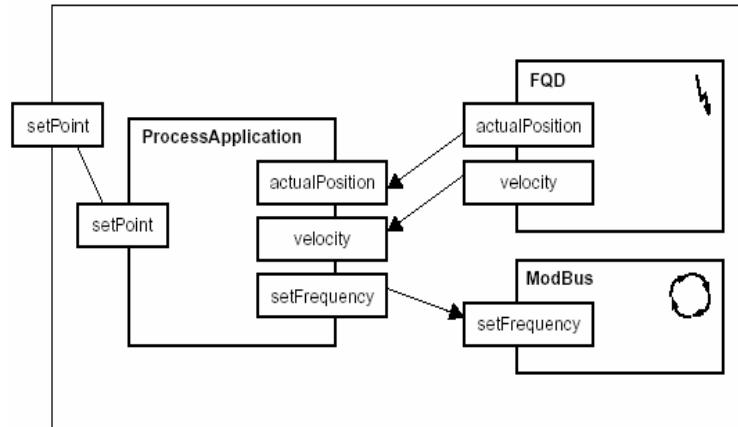 FQD
setPoint
ProcessApplication
actualPosition
actualPosition
velocity
setPoint
velocity
ModBus
setFrequency
setFrequency